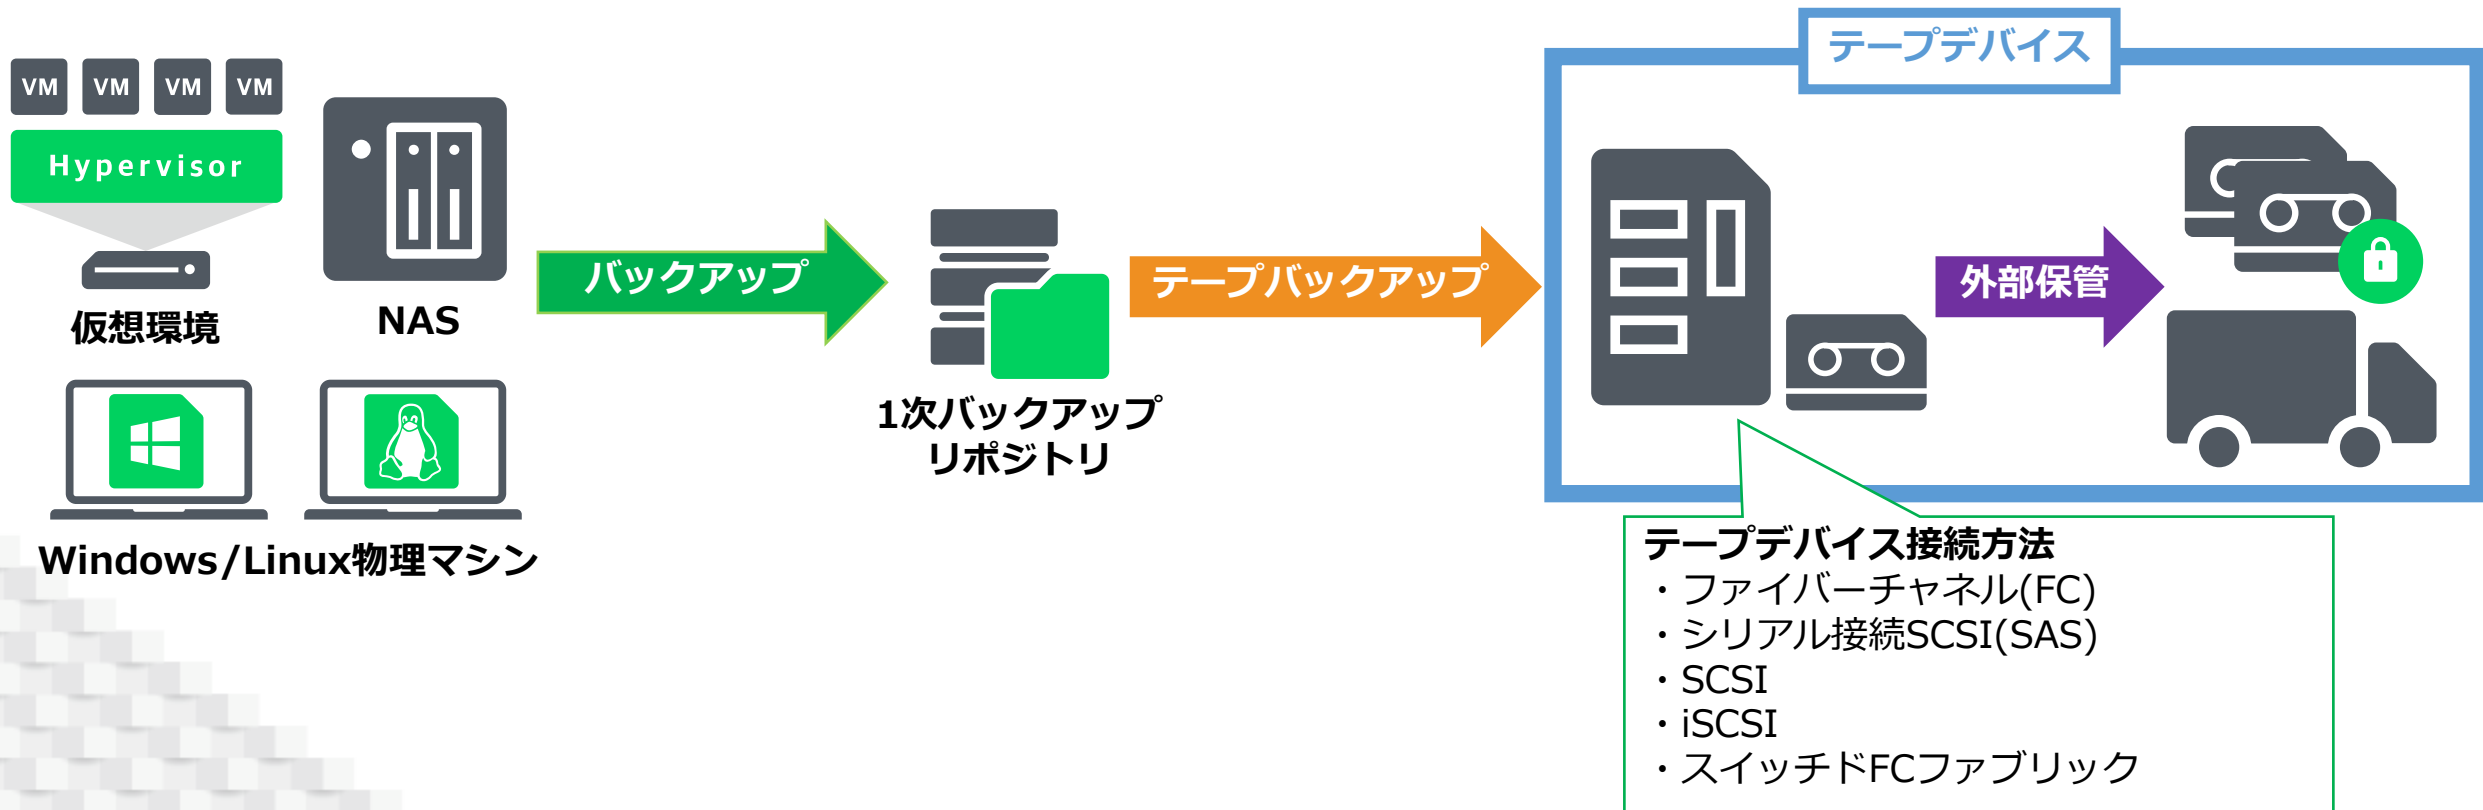 VM VM VM VM
Hypervisor
仮想環境
NAS
Windows/Linux物理マシン
バックアップ
1次バックアップ
リポジトリ
テープバックアップ
テープデバイス
外部保管
テープデバイス接続方法
・ファイバーチャネル(FC)
・シリアル接続SCSI(SAS)
・SCSI
・iSCSI
・スイッチドFCファブリック